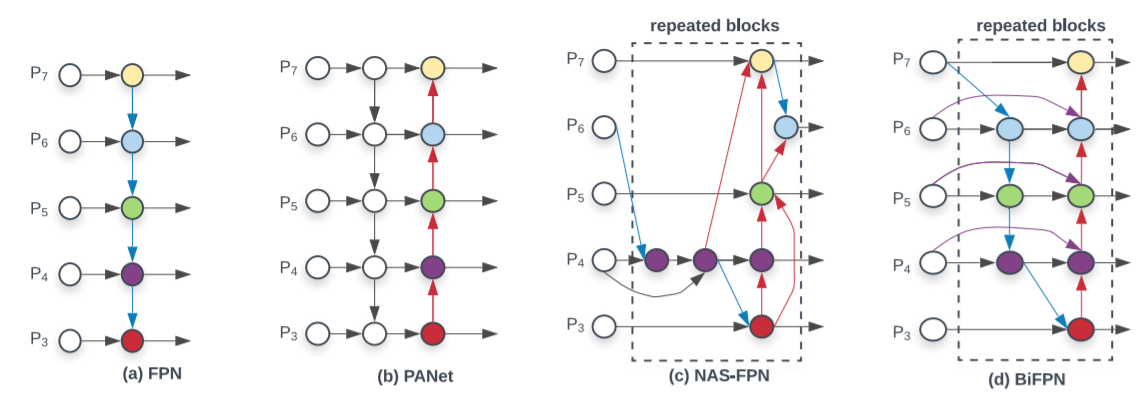 repeated blocks
repeated blocks
P7
P6
P5
P4
P3
(a) FPN
P7
P6
P5
P4
P3
(b) PANet
P7
P6
P5
P4
P3
(c) NAS-FPN
P7
P6
P5
P4
P3
(d) BiFPN